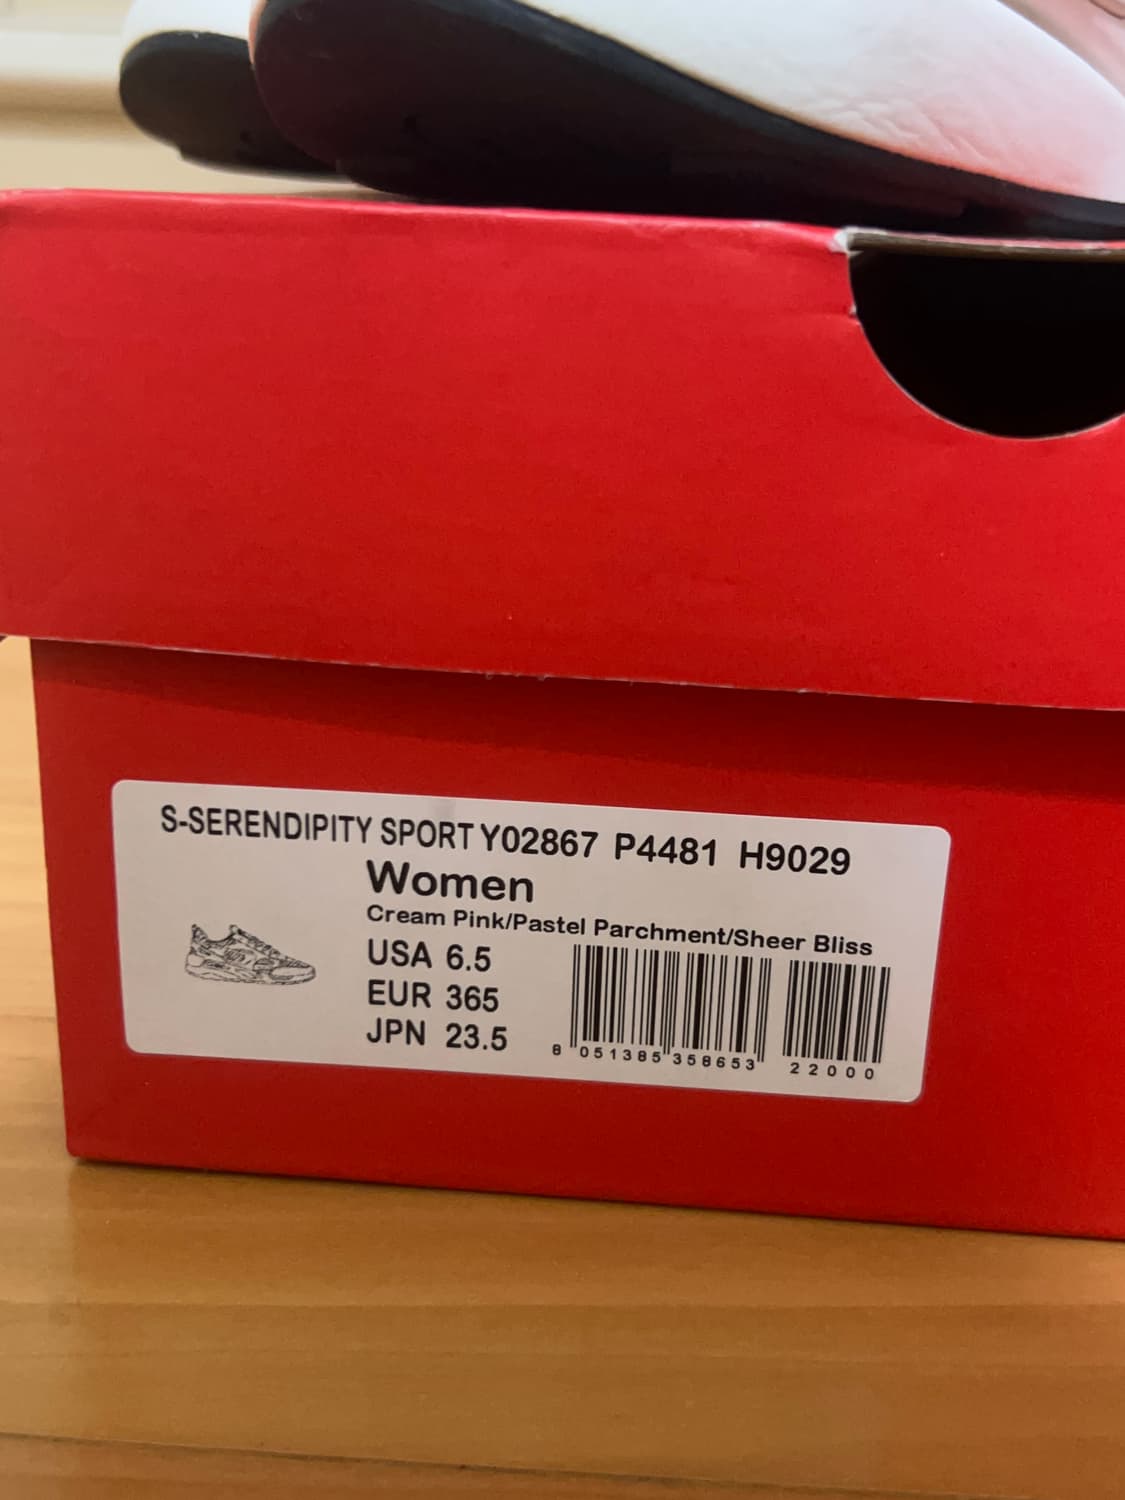 S-SERENDIPITY SPORT Y02867 P4481 H9029
Women
Cream Pink/Pastel Parchment/Sheer Bliss
USA 6.5
EUR 365
JPN 23.5
8 051385 358653 22000